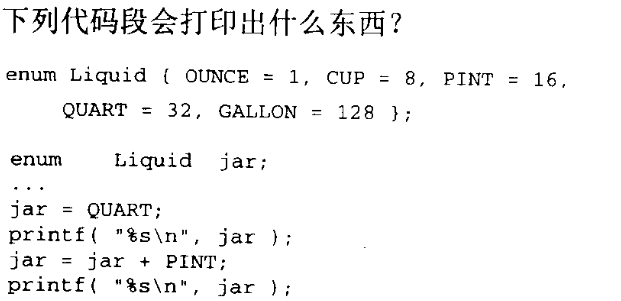 下列代码段会打印出什么东西？
enum Liquid { OUNCE = 1, CUP = 8, PINT = 16,
QUART = 32, GALLON = 128 };
enum Liquid jar;
...
jar = QUART;
printf( "%s\n", jar );
jar = jar + PINT;
printf( "%s\n", jar );